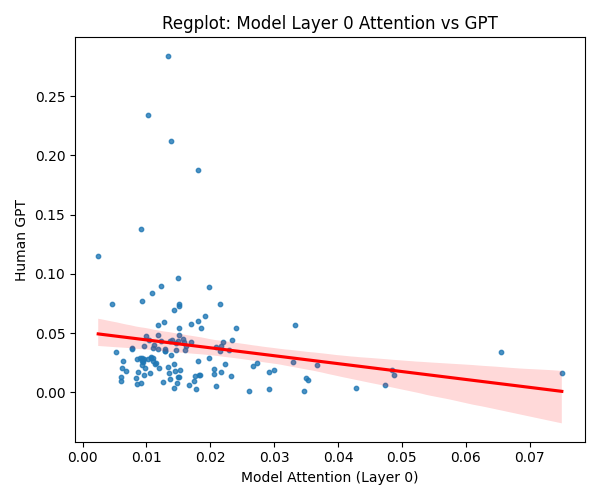 Regplot: Model Layer 0 Attention vs GPT
Human GPT
0.25
0.20
0.15
0.10
0.05
0.00
0.00 0.01 0.02 0.03 0.04 0.05 0.06 0.07
Model Attention (Layer 0)